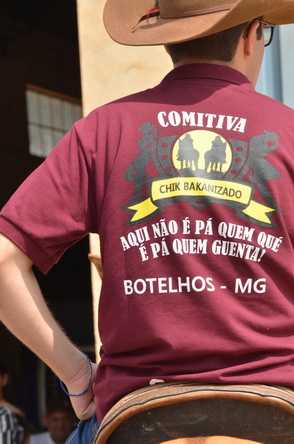 COMITIVA
CHIK BAKANIZADO
AQUI NÃO É PÁ QUEM QUÉ
É PÁ QUEM GUENTA!
BOTELHOS - MG